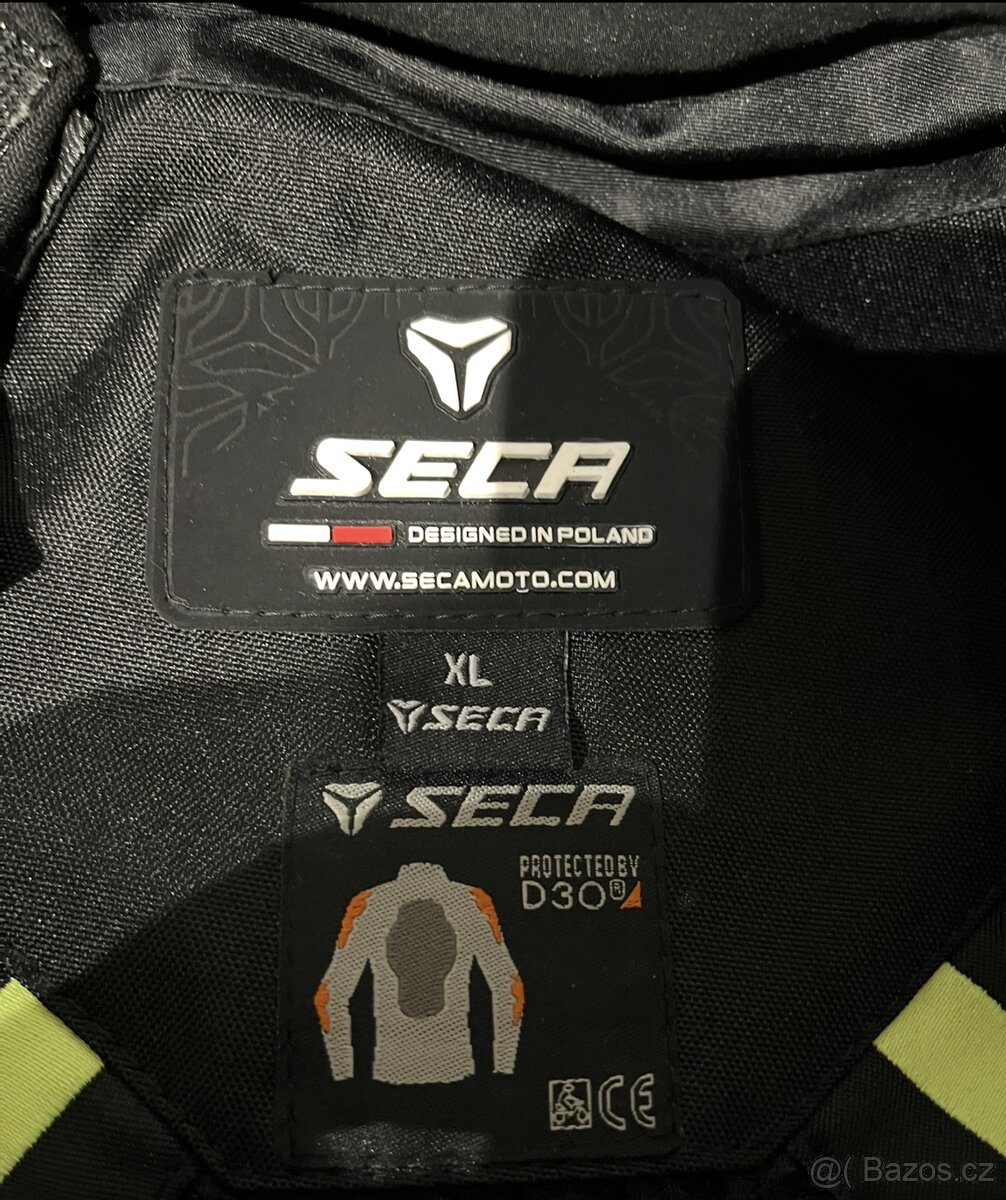 SECA
DESIGNED IN POLAND
WWW.SECAMOTO.COM
XL
SECA
SECA
PROTECTED BY
D3O®
CE
@( Bazos.cz